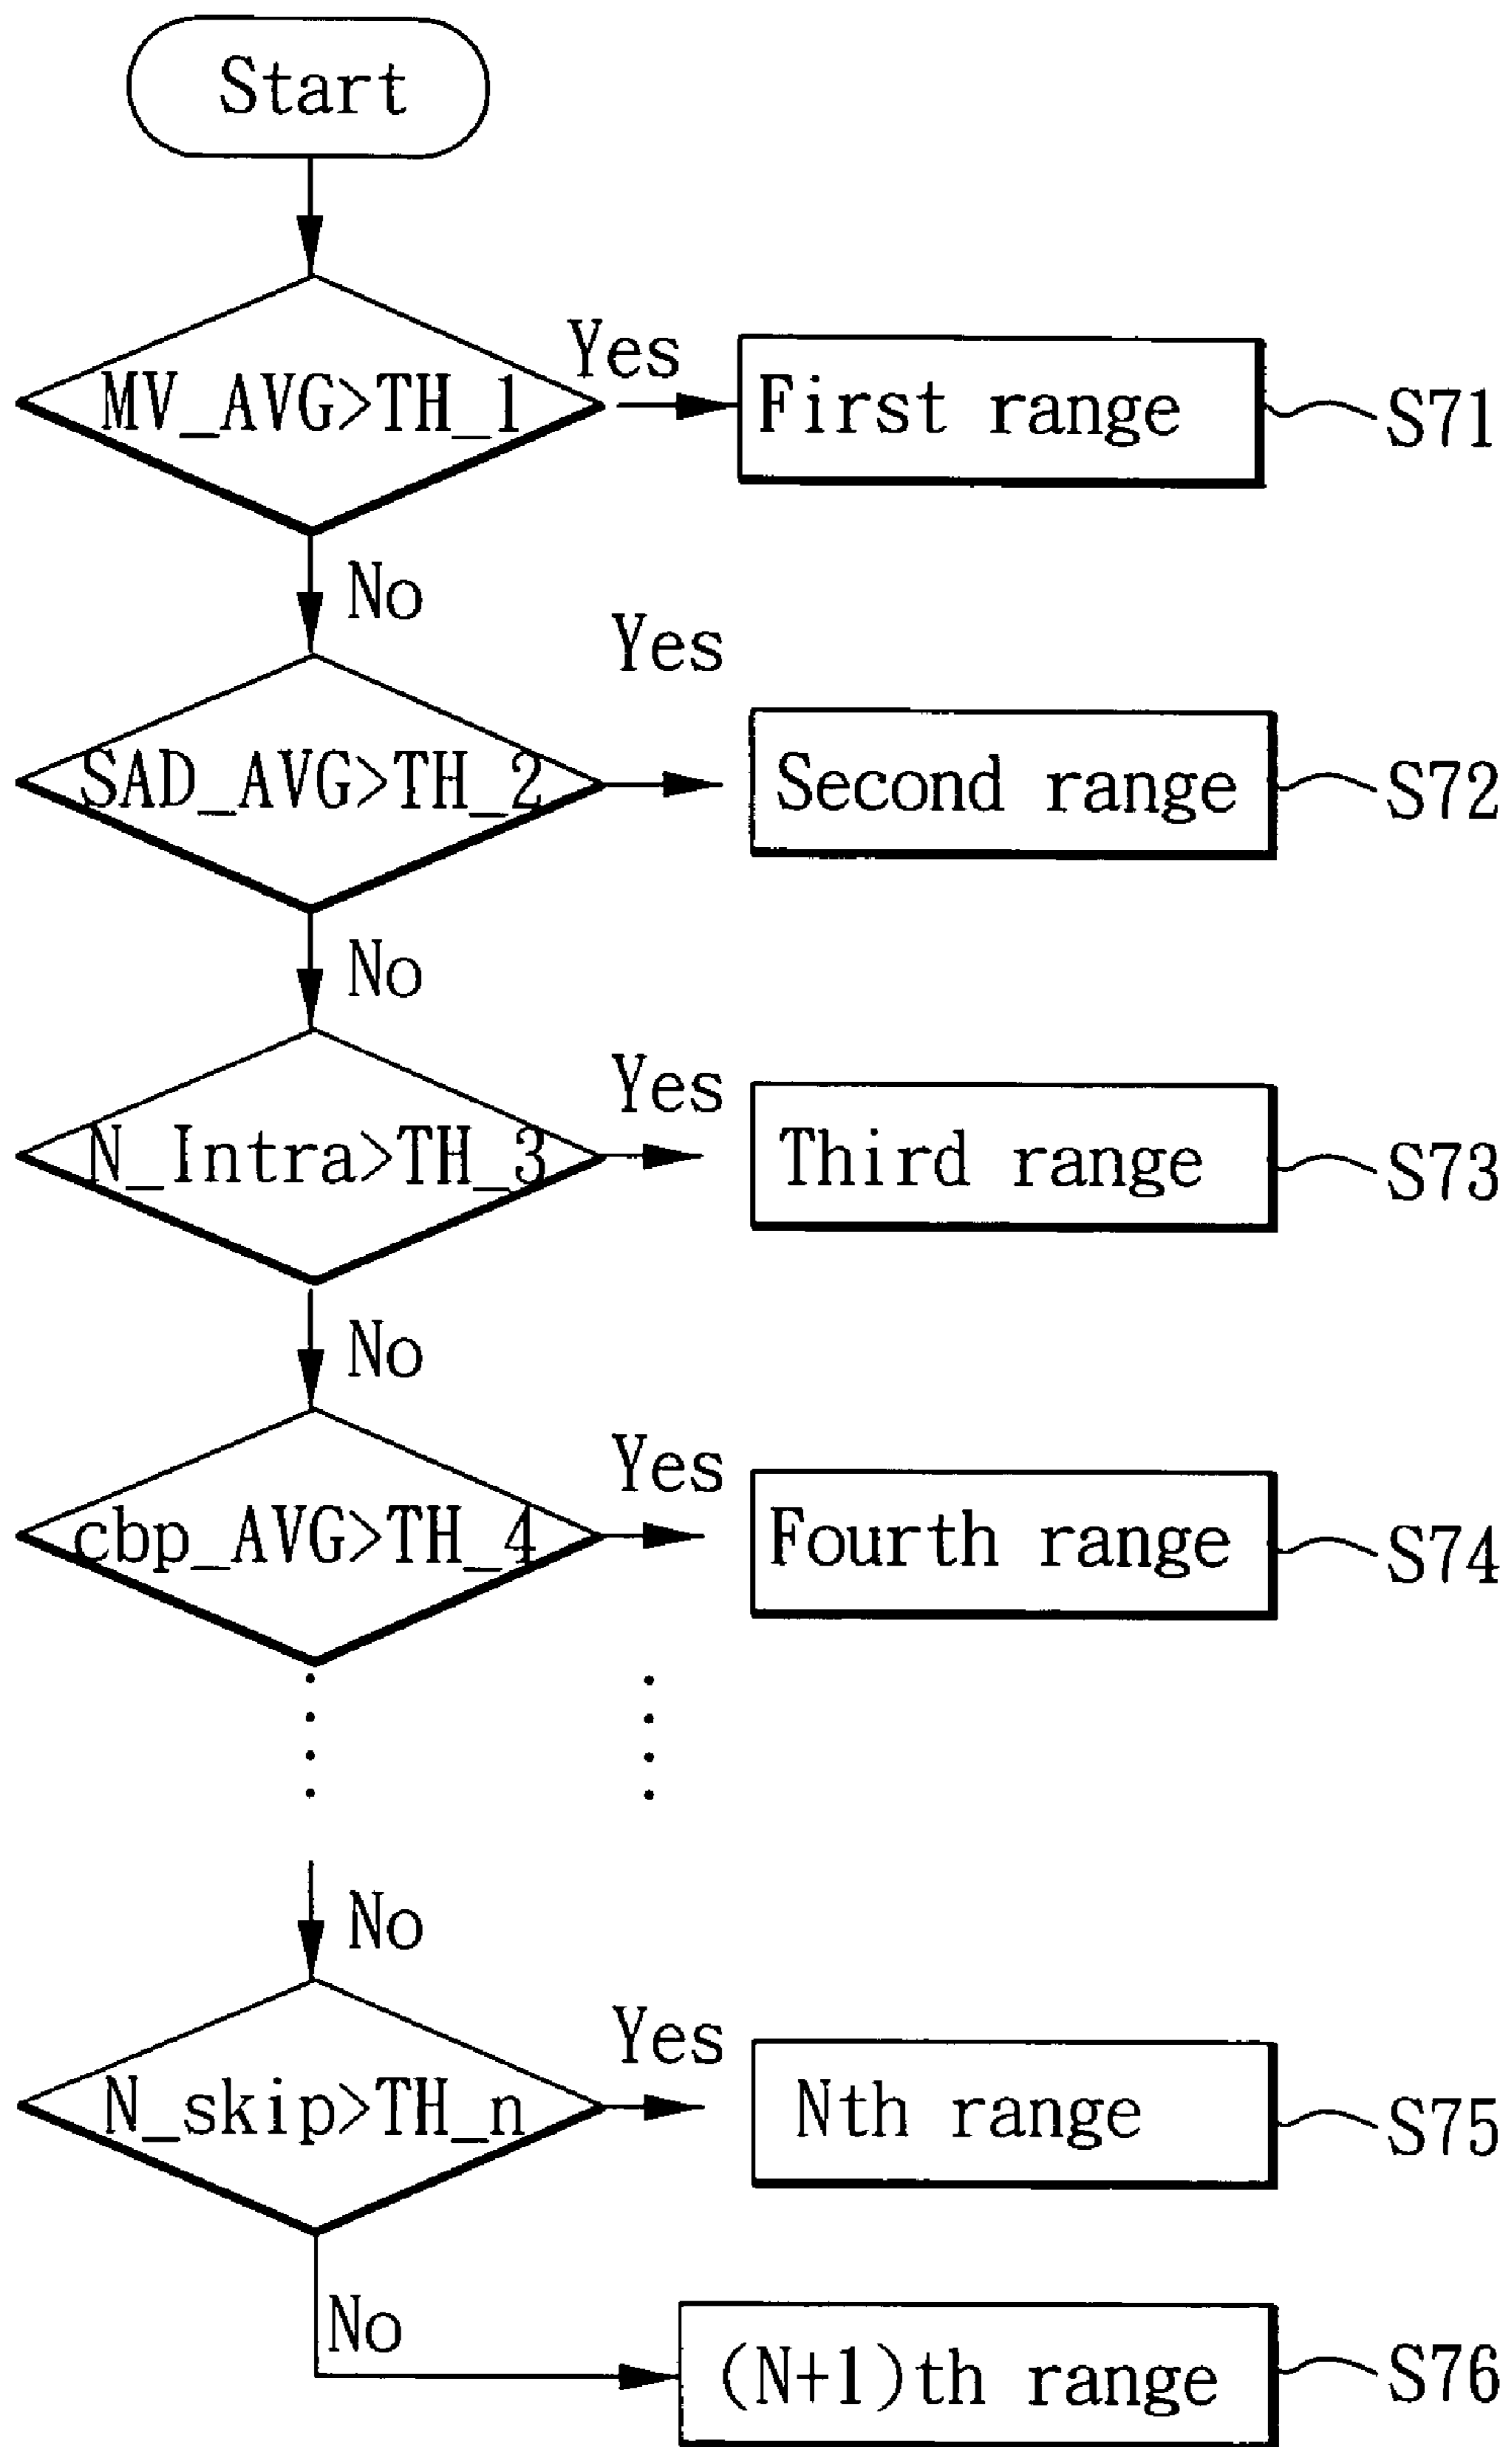 Start
MV_AVG>TH_1
Yes
First range
S71
No
SAD_AVG>TH_2
Yes
Second range
S72
No
N_Intra>TH_3
Yes
Third range
S73
No
cbp_AVG>TH_4
Yes
Fourth range
S74
No
N_skip>TH_n
Yes
Nth range
S75
No
(N+1)th range
S76